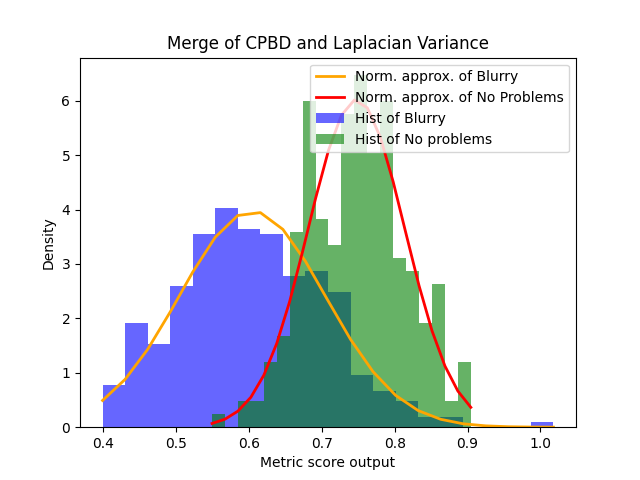 Merge of CPBD and Laplacian Variance
Norm. approx. of Blurry
Norm. approx. of No Problems
Hist of Blurry
Hist of No problems
Density
6
5
4
3
2
1
0
0.4 0.5 0.6 0.7 0.8 0.9 1.0
Metric score output